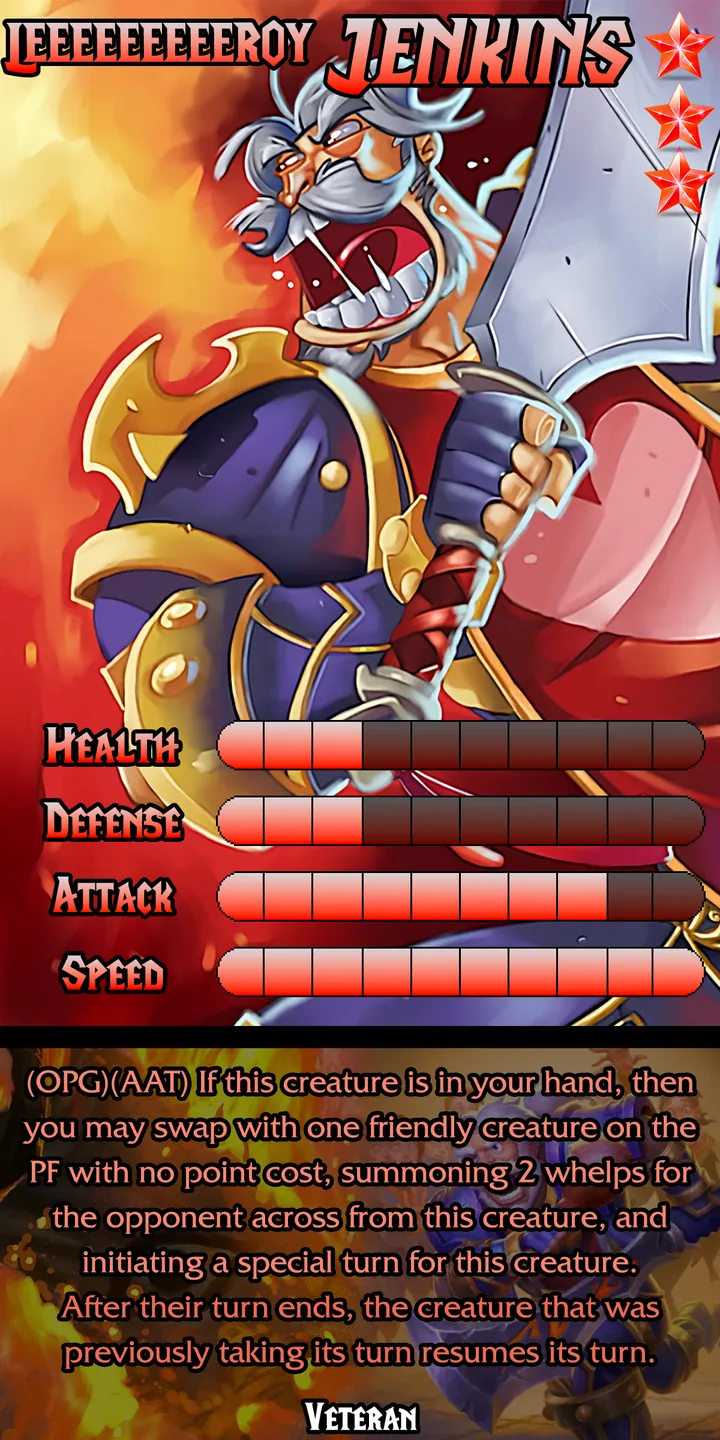 LEEEEEEEEEROY JENKINS
HEALTH
DEFENSE
ATTACK
SPEED
(OPG)(AAT) If this creature is in your hand, then
you may swap with one friendly creature on the
PF with no point cost, summoning 2 whelps for
the opponent across from this creature, and
initiating a special turn for this creature.
After their turn ends, the creature that was
previously taking its turn resumes its turn.
VETERAN